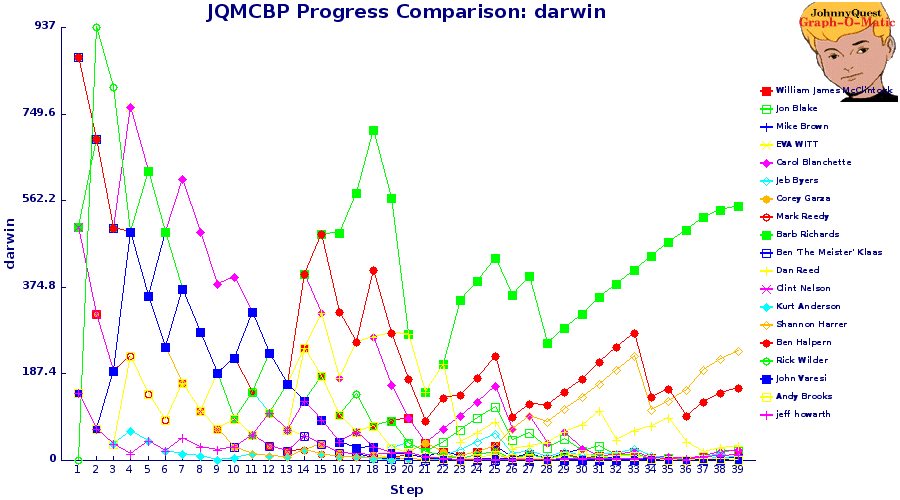 JQMCBP Progress Comparison: darwin
JohnnyQuest
Graph-O-Matic
937
749.6
562.2
374.8
187.4
0
darwin
1 2 3 4 5 6 7 8 9 10 11 12 13 14 15 16 17 18 19 20 21 22 23 24 25 26 27 28 29 30 31 32 33 34 35 36 37 38 39
Step
William James McClintock
Jon Blake
Mike Brown
EVA WITT
Carol Blanchette
Jeb Byers
Corey Garza
Mark Reedy
Barb Richards
Ben 'The Meister' Klaas
Dan Reed
Clint Nelson
Kurt Anderson
Shannon Harrer
Ben Halpern
Rick Wilder
John Varesi
Andy Brooks
jeff howarth